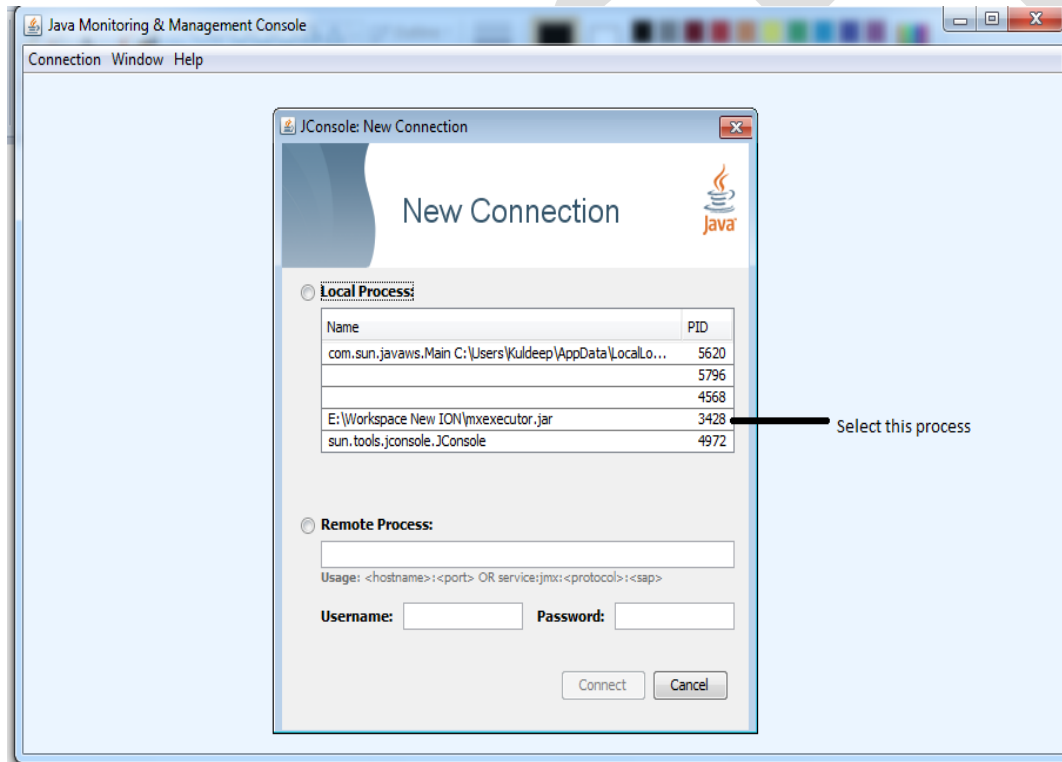 Java Monitoring & Management Console
Connection Window Help
JConsole: New Connection
New Connection
Java
Local Process:
Name PID
com.sun.javaws.Main C:\Users\Kuldeep\AppData\LocalLo... 5620
5796
4568
E:\Workspace New ION\mxexecutor.jar 3428
Select this process
sun.tools.jconsole.JConsole 4972
Remote Process:
Usage: <hostname>:<port> OR service:jmx:<protocol>:<sap>
Username: Password:
Connect Cancel